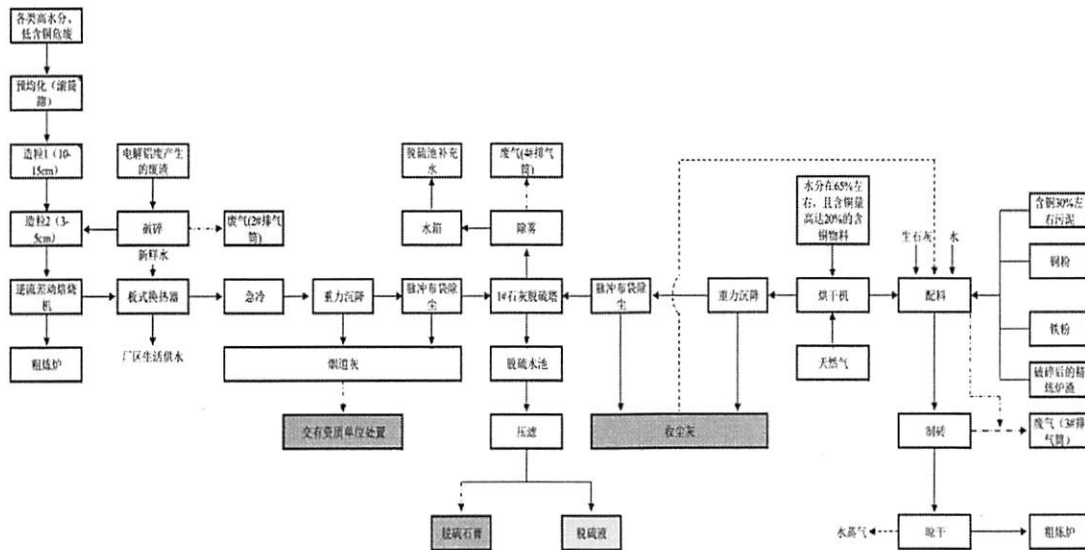 各类高水分、
低含铜危废
预均化（滚筒
筛）
造粒1（10-
15cm）
电解铝废产生
的废渣
造粒2（3-
5cm）
破碎
废气(2#排气
筒)
新鲜水
逆流差动焙烧
机
板式换热器
急冷
重力沉降
脉冲布袋除
尘
1#石灰脱硫塔
脉冲布袋除
尘
重力沉降
烘干机
配料
脱硫池补充
水
废气(4#排气
筒)
水箱
除雾
水分在65%左
右，且含铜量
高达20%的含
铜物料
生石灰
水
含铜30%左
右污泥
铜粉
铁粉
破碎后的精
炼炉渣
粗炼炉
厂区生活供水
烟道灰
脱硫水池
天然气
交有资质单位处置
压滤
收尘灰
制砖
废气（3#排
气筒）
脱硫石膏
脱硫液
水蒸气
晾干
粗炼炉